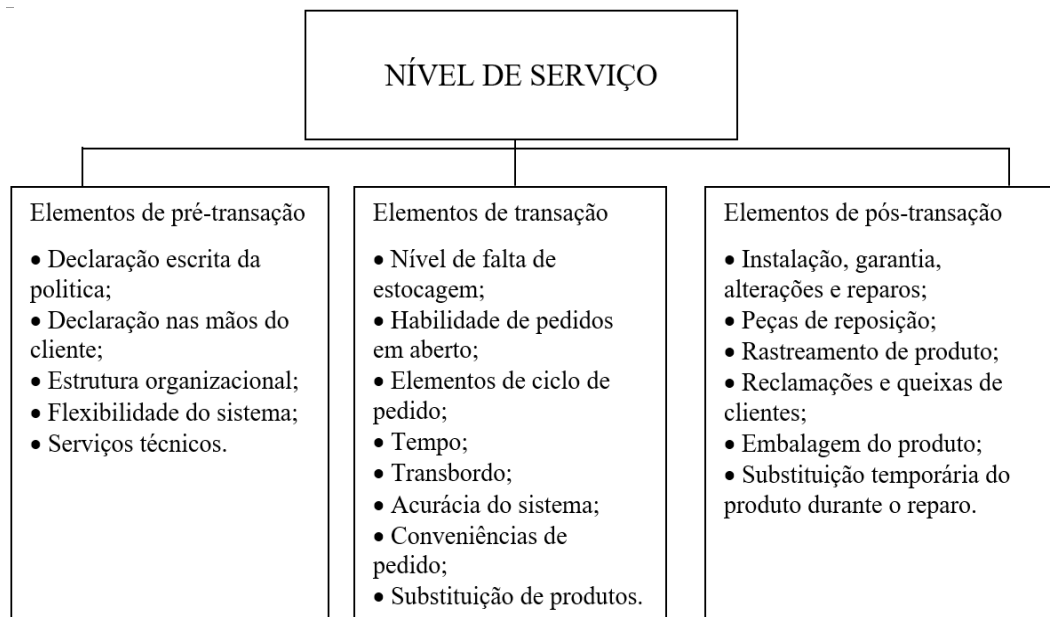 NÍVEL DE SERVIÇO
Elementos de pré-transação
• Declaração escrita da
politica;
• Declaração nas mãos do
cliente;
• Estrutura organizacional;
• Flexibilidade do sistema;
• Serviços técnicos.
Elementos de transação
• Nível de falta de
estocagem;
• Habilidade de pedidos
em aberto;
• Elementos de ciclo de
pedido;
• Tempo;
• Transbordo;
• Acurácia do sistema;
• Conveniências de
pedido;
• Substituição de produtos.
Elementos de pós-transação
• Instalação, garantia,
alterações e reparos;
• Peças de reposição;
• Rastreamento de produto;
• Reclamações e queixas de
clientes;
• Embalagem do produto;
• Substituição temporária do
produto durante o reparo.